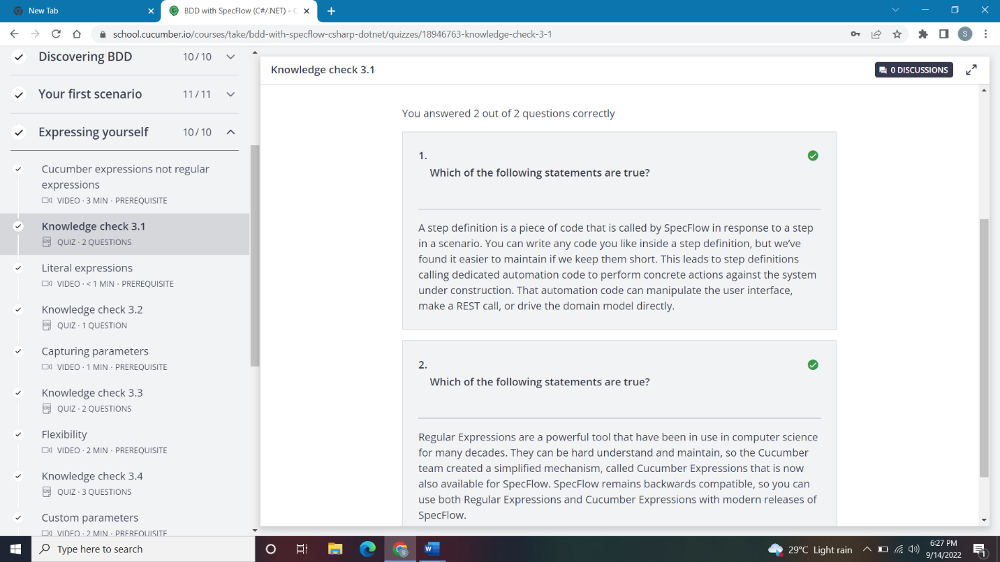 New Tab
BDD with SpecFlow (C#/.NET) - C
school.cucumber.io/courses/take/bdd-with-specflow-csharp-dotnet/quizzes/18946763-knowledge-check-3-1
S
Discovering BDD 10 / 10
Your first scenario 11 / 11
Expressing yourself 10 / 10
Cucumber expressions not regular
expressions
VIDEO · 3 MIN · PREREQUISITE
Knowledge check 3.1
QUIZ · 2 QUESTIONS
Literal expressions
VIDEO · < 1 MIN · PREREQUISITE
Knowledge check 3.2
QUIZ · 1 QUESTION
Capturing parameters
VIDEO · 1 MIN · PREREQUISITE
Knowledge check 3.3
QUIZ · 2 QUESTIONS
Flexibility
VIDEO · 2 MIN · PREREQUISITE
Knowledge check 3.4
QUIZ · 3 QUESTIONS
Custom parameters
VIDEO · 2 MIN · PREREQUISITE
Knowledge check 3.1
0 DISCUSSIONS
You answered 2 out of 2 questions correctly
1.
Which of the following statements are true?
A step definition is a piece of code that is called by SpecFlow in response to a step
in a scenario. You can write any code you like inside a step definition, but we've
found it easier to maintain if we keep them short. This leads to step definitions
calling dedicated automation code to perform concrete actions against the system
under construction. That automation code can manipulate the user interface,
make a REST call, or drive the domain model directly.
2.
Which of the following statements are true?
Regular Expressions are a powerful tool that have been in use in computer science
for many decades. They can be hard understand and maintain, so the Cucumber
team created a simplified mechanism, called Cucumber Expressions that is now
also available for SpecFlow. SpecFlow remains backwards compatible, so you can
use both Regular Expressions and Cucumber Expressions with modern releases of
SpecFlow.
Type here to search
S
W
29°C Light rain
6:27 PM
9/14/2022
1